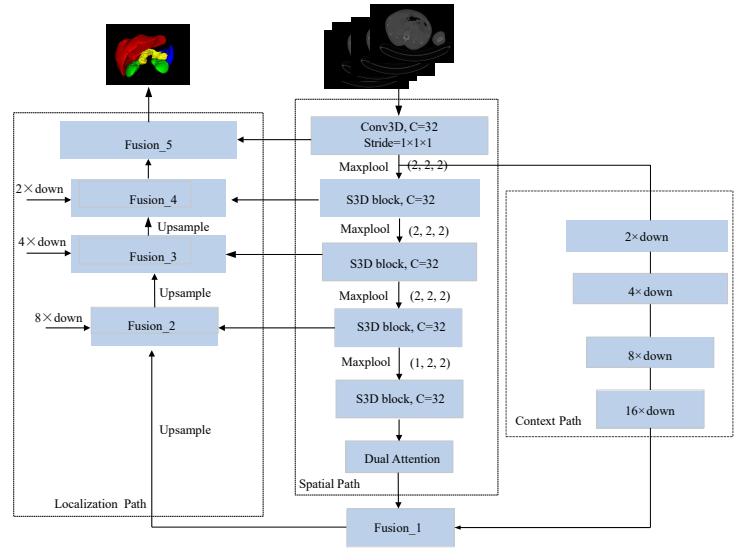 Conv3D, C=32
Stride=1×1×1
Fusion_5
Maxplool (2, 2, 2)
2×down
Fusion_4
S3D block, C=32
Upsample
Maxplool (2, 2, 2)
2×down
4×down
Fusion_3
S3D block, C=32
4×down
Upsample
Maxplool (2, 2, 2)
8×down
Fusion_2
S3D block, C=32
8×down
Maxplool (1, 2, 2)
S3D block, C=32
16×down
Context Path
Upsample
Dual Attention
Spatial Path
Localization Path
Fusion_1